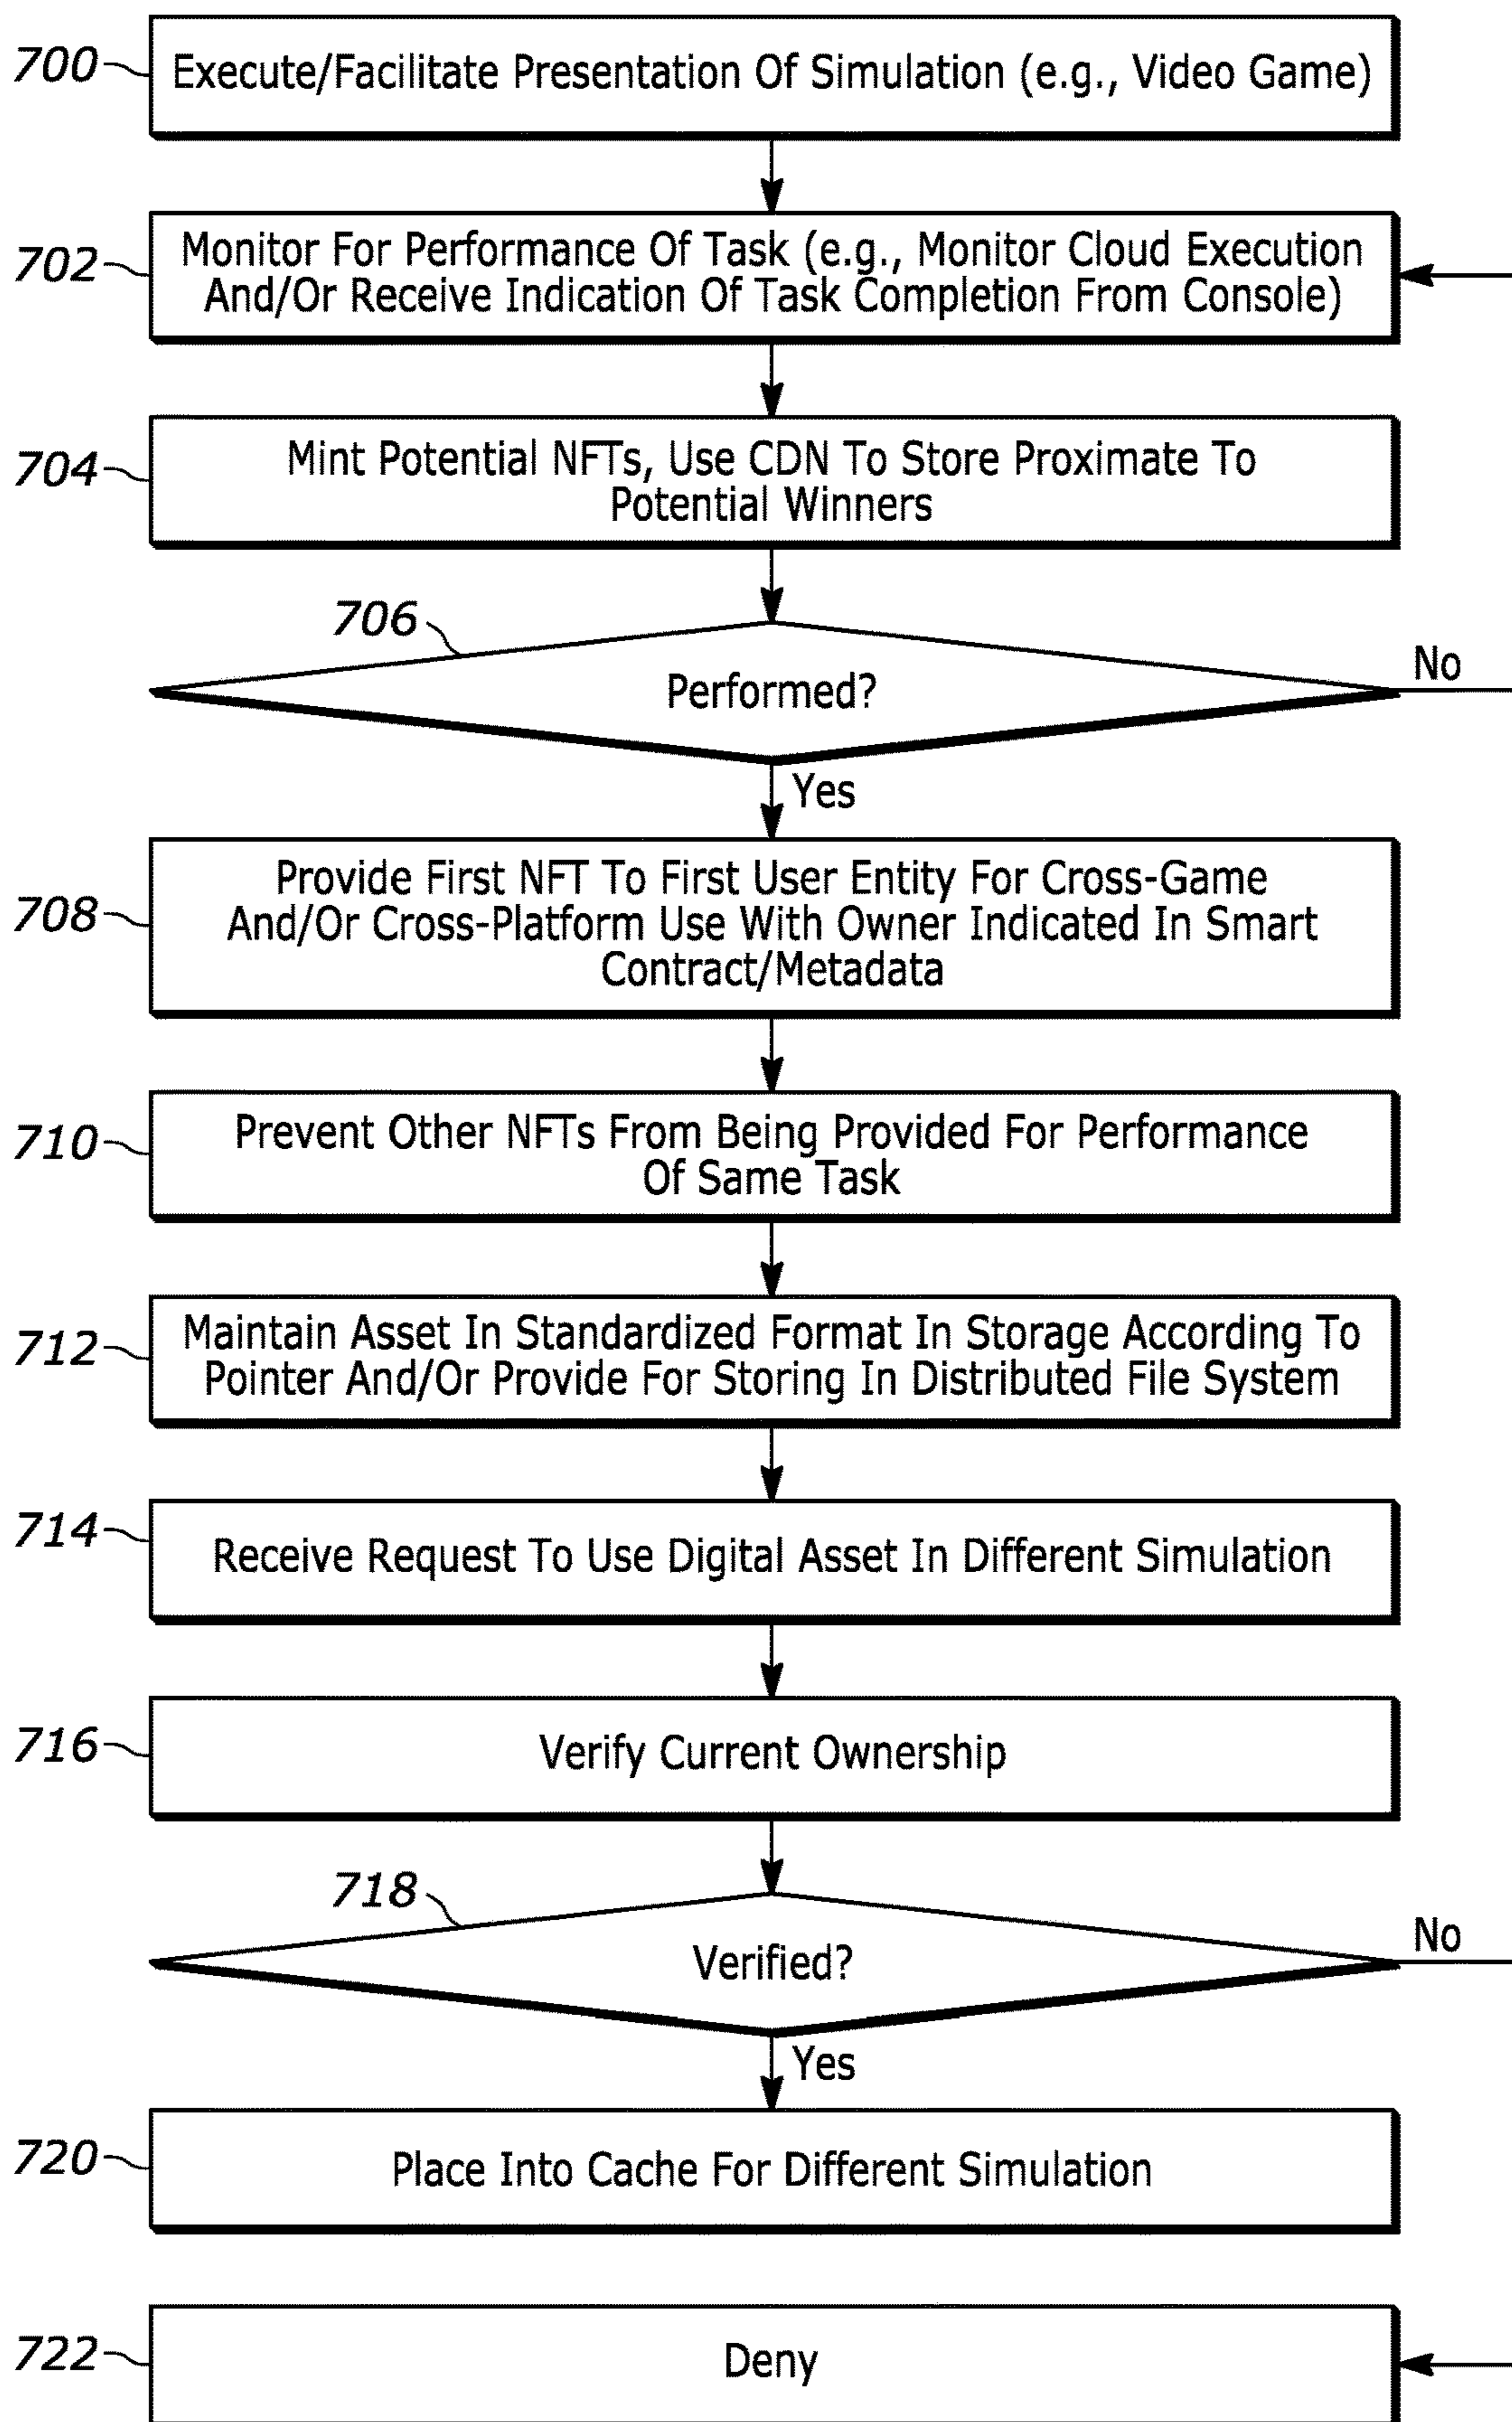 700
Execute/Facilitate Presentation Of Simulation (e.g., Video Game)
702
Monitor For Performance Of Task (e.g., Monitor Cloud Execution
And/Or Receive Indication Of Task Completion From Console)
704
Mint Potential NFTs, Use CDN To Store Proximate To
Potential Winners
706
Performed?
No
Yes
708
Provide First NFT To First User Entity For Cross-Game
And/Or Cross-Platform Use With Owner Indicated In Smart
Contract/Metadata
710
Prevent Other NFTs From Being Provided For Performance
Of Same Task
712
Maintain Asset In Standardized Format In Storage According To
Pointer And/Or Provide For Storing In Distributed File System
714
Receive Request To Use Digital Asset In Different Simulation
716
Verify Current Ownership
718
Verified?
No
Yes
720
Place Into Cache For Different Simulation
722
Deny